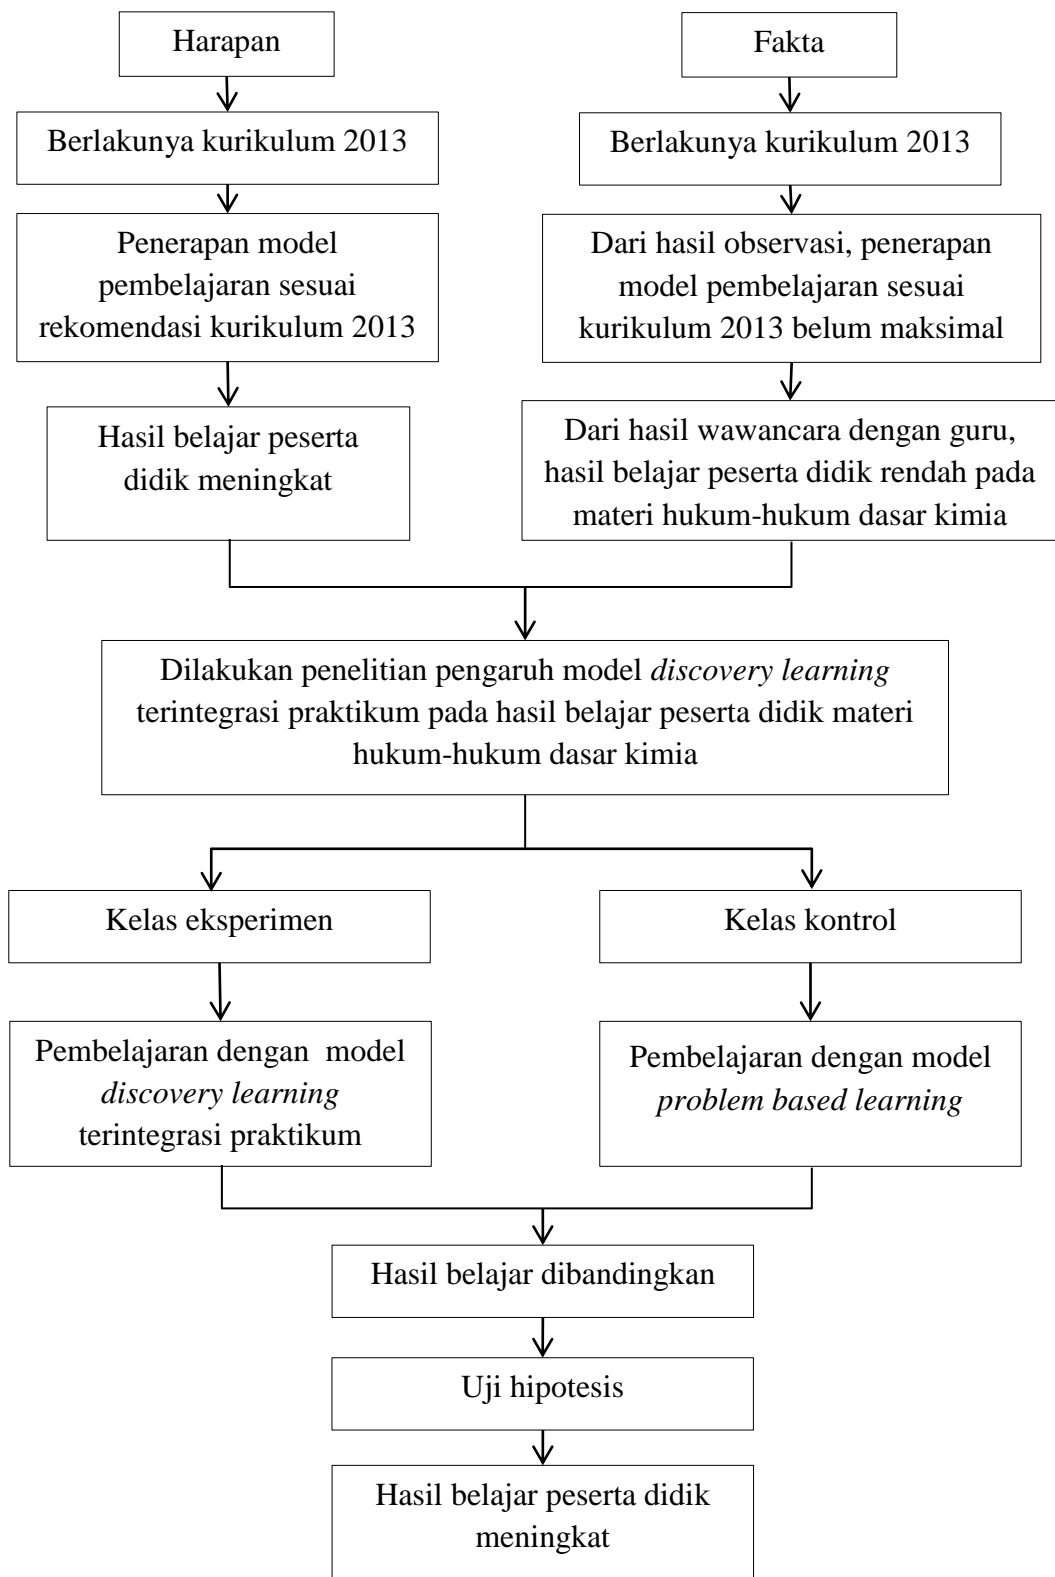 Harapan
Fakta
Berlakunya kurikulum 2013
Berlakunya kurikulum 2013
Penerapan model
pembelajaran sesuai
rekomendasi kurikulum 2013
Dari hasil observasi, penerapan
model pembelajaran sesuai
kurikulum 2013 belum maksimal
Hasil belajar peserta
didik meningkat
Dari hasil wawancara dengan guru,
hasil belajar peserta didik rendah pada
materi hukum-hukum dasar kimia
Dilakukan penelitian pengaruh model discovery learning
terintegrasi praktikum pada hasil belajar peserta didik materi
hukum-hukum dasar kimia
Kelas eksperimen
Kelas kontrol
Pembelajaran dengan model
discovery learning
terintegrasi praktikum
Pembelajaran dengan model
problem based learning
Hasil belajar dibandingkan
Uji hipotesis
Hasil belajar peserta didik
meningkat